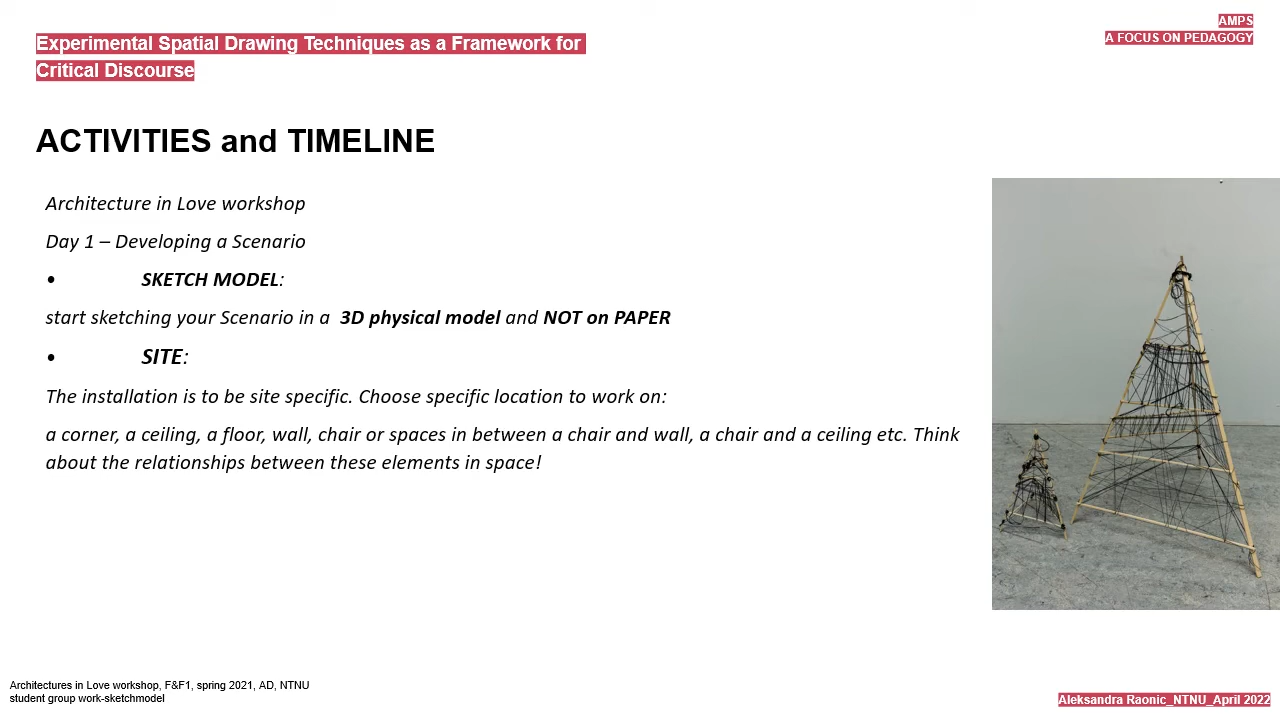 Experimental Spatial Drawing Techniques as a Framework for
Critical Discourse
AMPS
A FOCUS ON PEDAGOGY
ACTIVITIES and TIMELINE
Architecture in Love workshop
Day 1 – Developing a Scenario
• SKETCH MODEL:
start sketching your Scenario in a 3D physical model and NOT on PAPER
• SITE:
The installation is to be site specific. Choose specific location to work on:
a corner, a ceiling, a floor, wall, chair or spaces in between a chair and wall, a chair and a ceiling etc. Think
about the relationships between these elements in space!
Architectures in Love workshop, F&F1, spring 2021, AD, NTNU
student group work-sketchmodel
Aleksandra Raonic_NTNU_April 2022